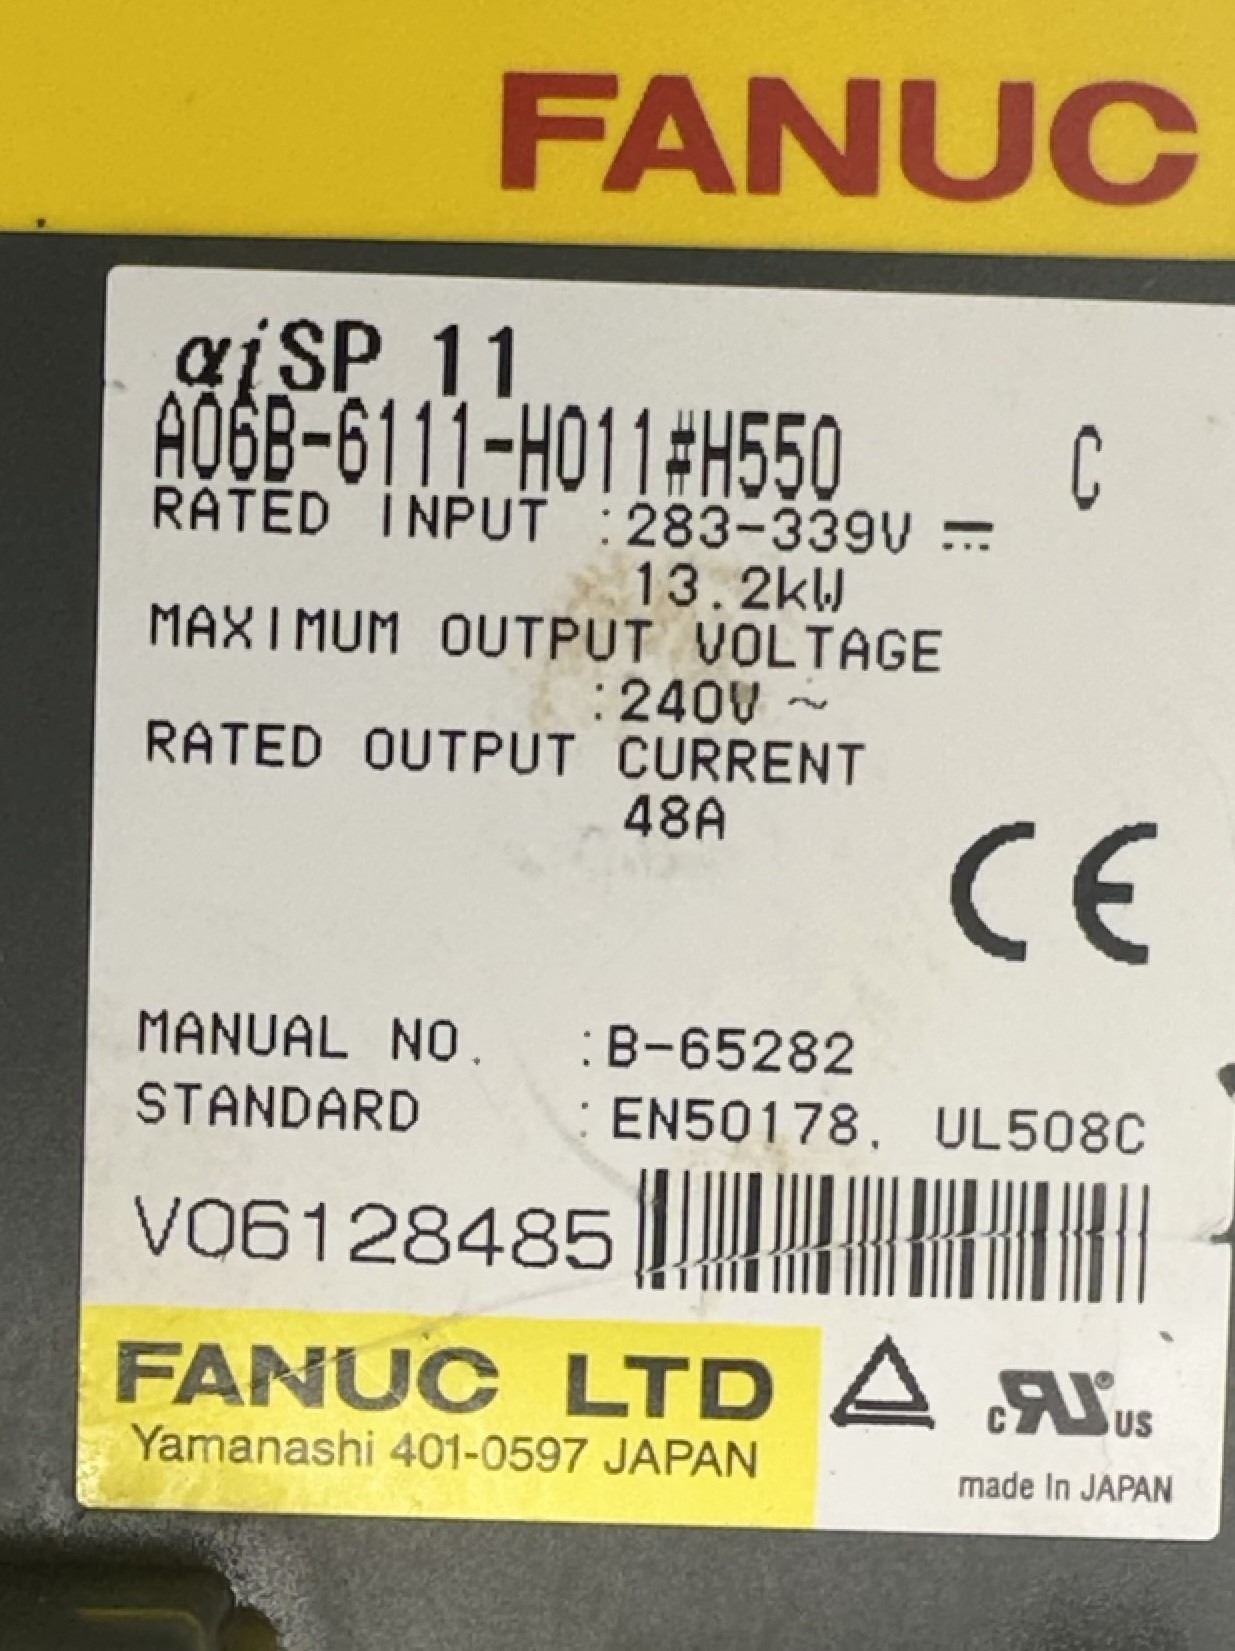 FANUC
αiSP 11
A06B-6111-H011#H550 C
RATED INPUT :283-339V ⎓
13.2kW
MAXIMUM OUTPUT VOLTAGE
:240V ~
RATED OUTPUT CURRENT
48A
CE
MANUAL NO. :B-65282
STANDARD :EN50178, UL508C
V06128485
FANUC LTD
Yamanashi 401-0597 JAPAN
c RU ® US
made in JAPAN